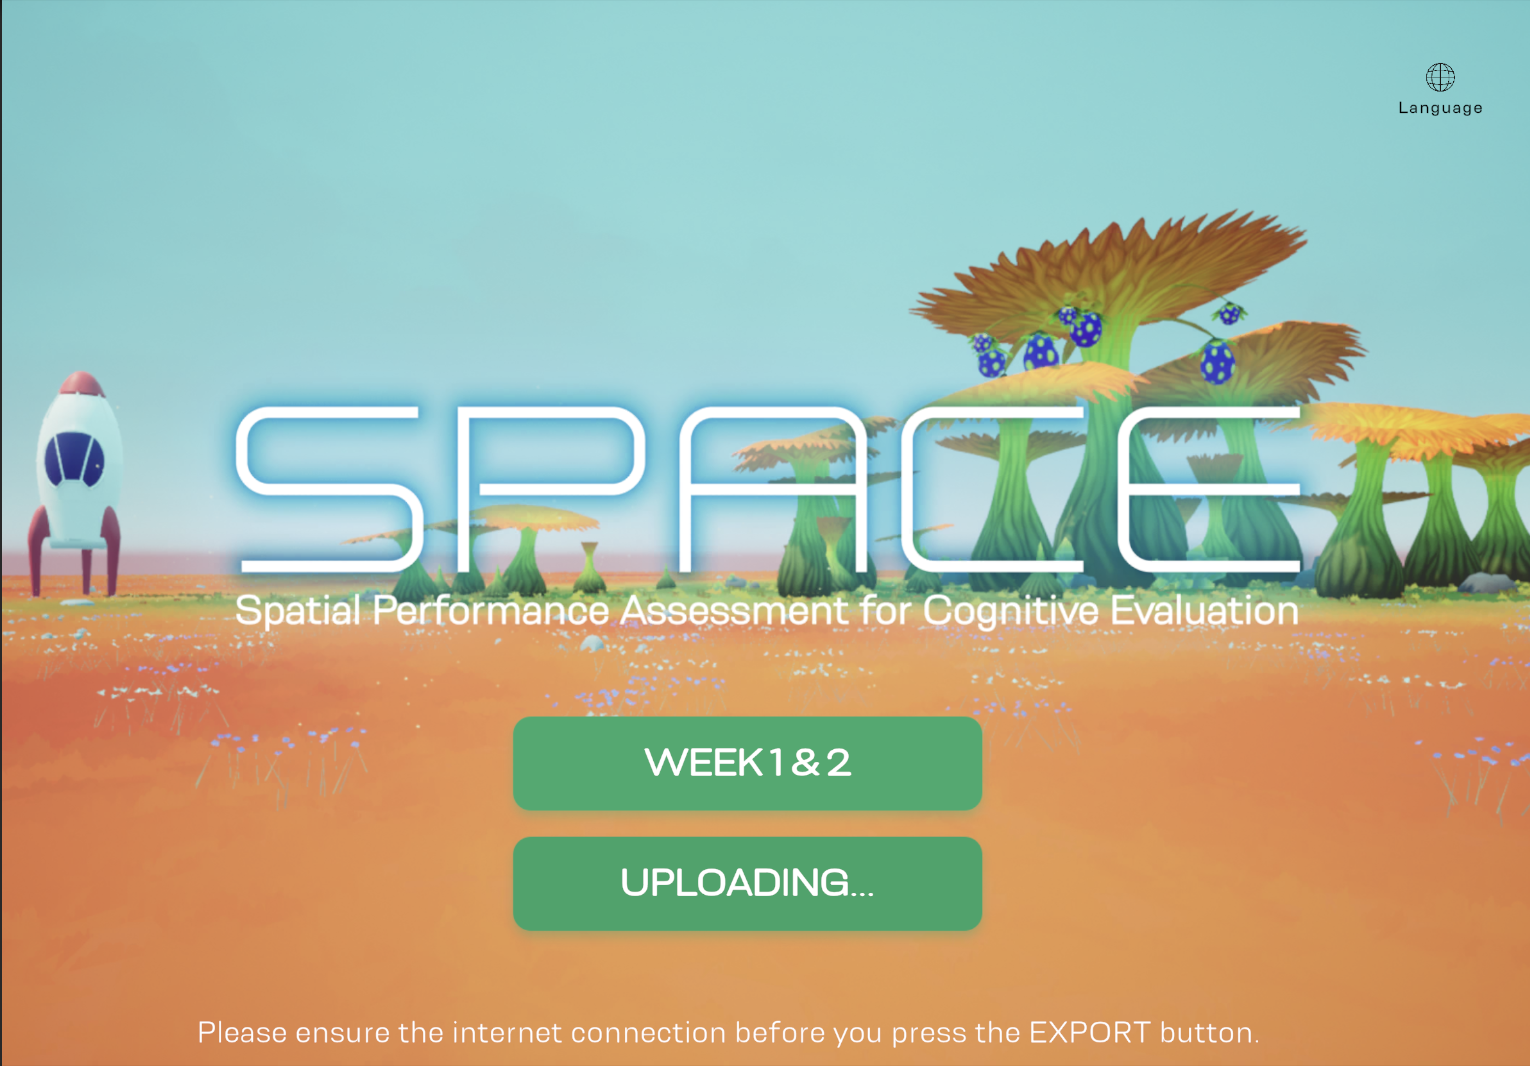 Language
SPACE
Spatial Performance Assessment for Cognitive Evaluation
WEEK 1 & 2
UPLOADING...
Please ensure the internet connection before you press the EXPORT button.